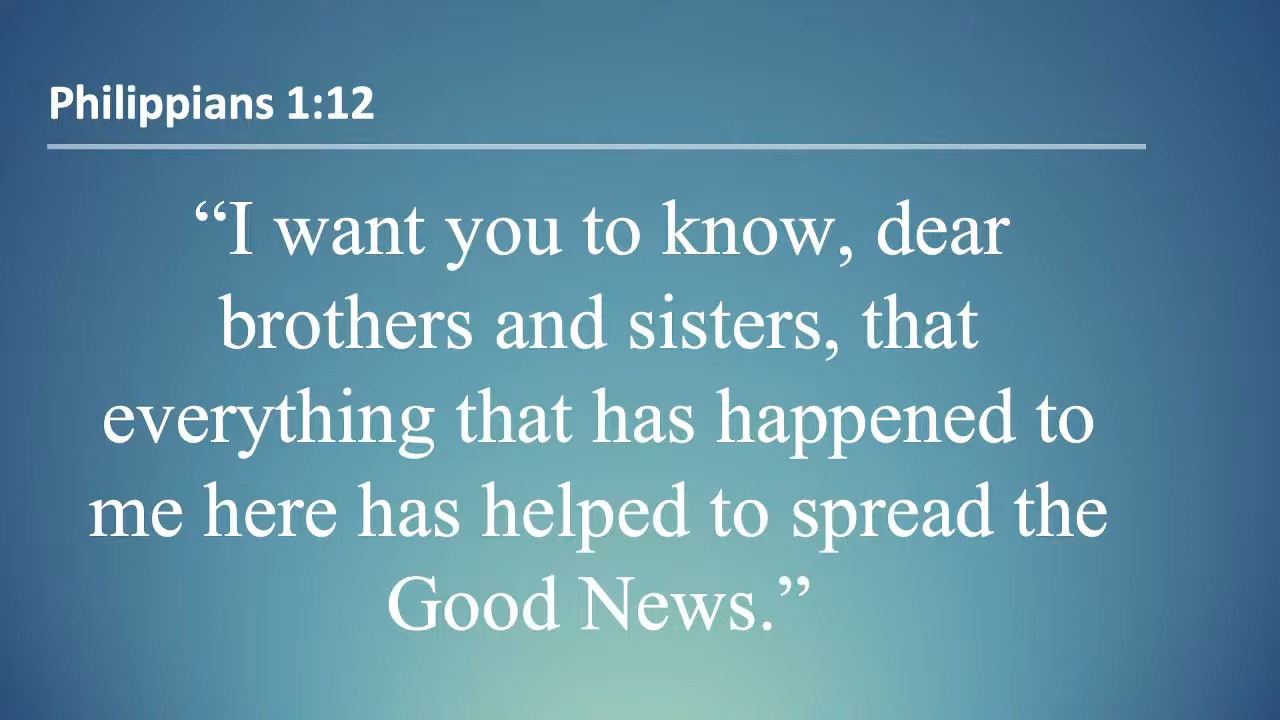 Philippians 1:12
“I want you to know, dear
brothers and sisters, that
everything that has happened to
me here has helped to spread the
Good News.”